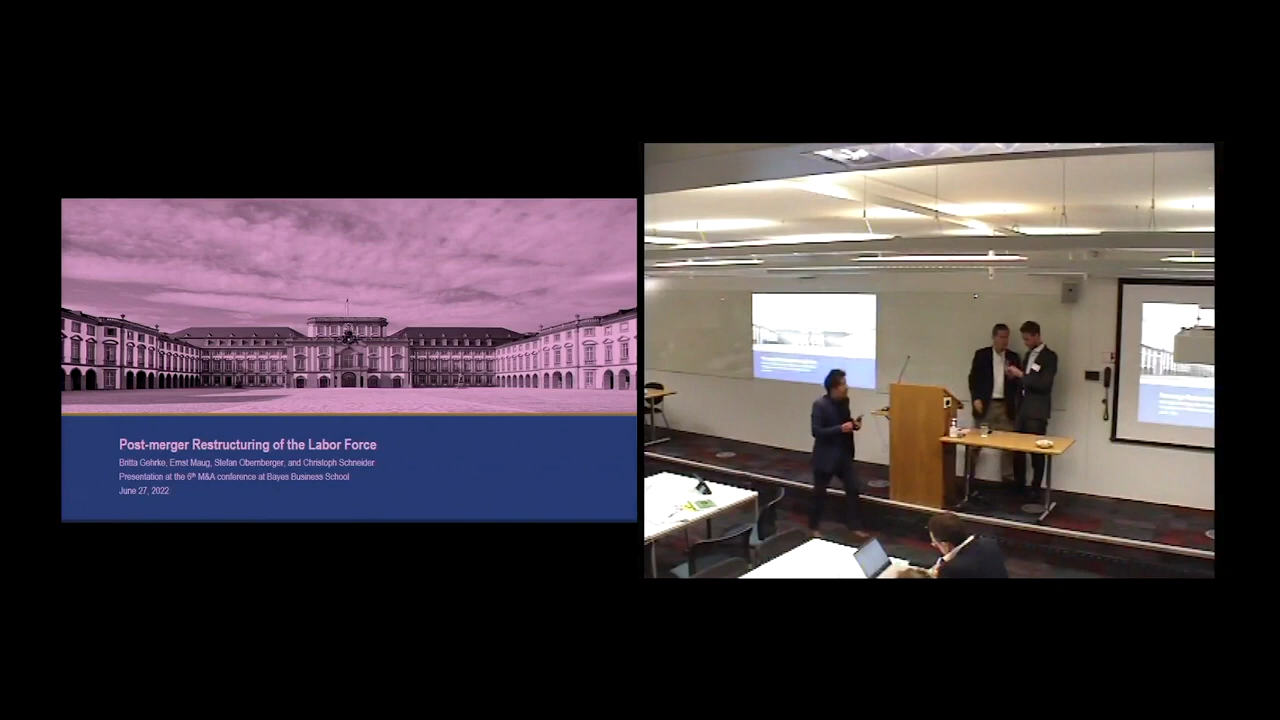 Post-merger Restructuring of the Labor Force
Britta Gehrke, Ernst Maug, Stefan Obernberger, and Christoph Schneider
Presentation at the 6th M&A conference at Bayes Business School
June 27, 2022